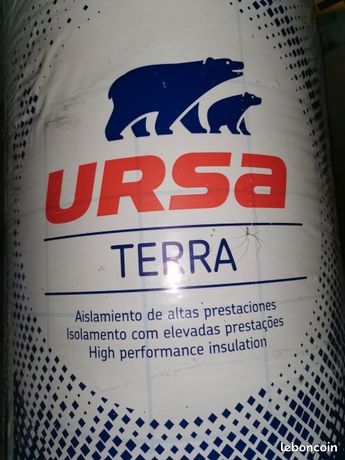 URSa
TERRA
Aislamiento de altas prestaciones
Isolamento com elevadas prestações
High performance insulation
leboncoin